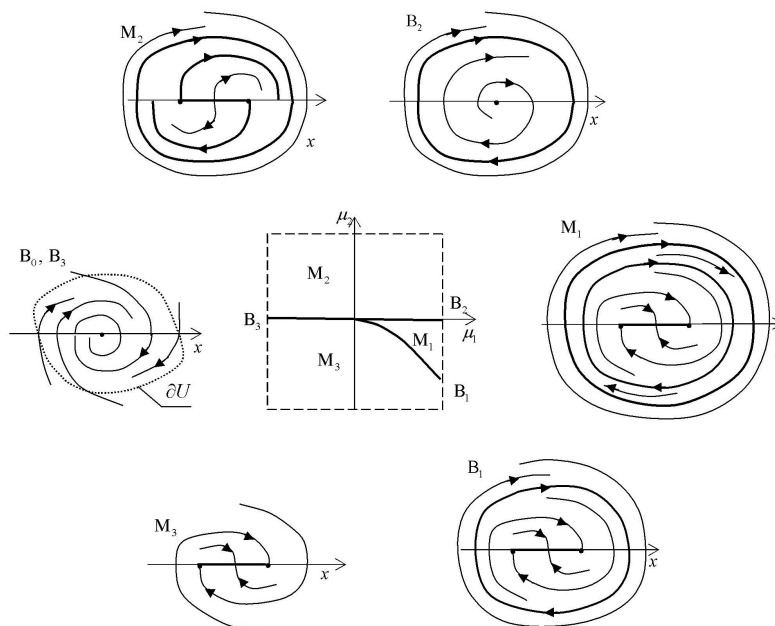 M₂
B₂
x
x
B₀, B₃
x
∂U
μ₂
M₂
B₃
B₂
μ₁
M₁
M₃
B₁
M₁
x
M₃
x
B₁
x